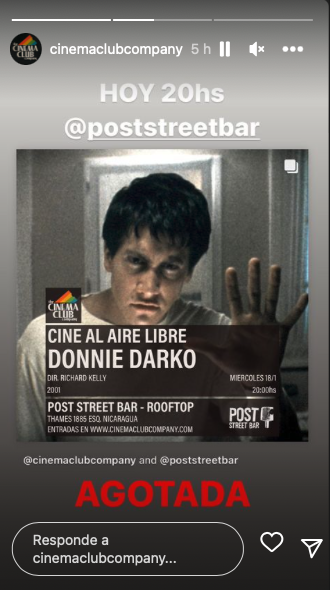 cinemaclubcompany 5 h
HOY 20hs
@poststreetbar
the
CINEMA
CLUB
company
CINE AL AIRE LIBRE
DONNIE DARKO
DIR. RICHARD KELLY
MIERCOLES 18/1
2001
20:00hs
POST STREET BAR - ROOFTOP
THAMES 1885 ESQ. NICARAGUA
ENTRADAS EN WWW.CINEMACLUBCOMPANY.COM
POST
STREET BAR
@cinemaclubcompany and @poststreetbar
AGOTADA
Responde a
cinemaclubcompany...